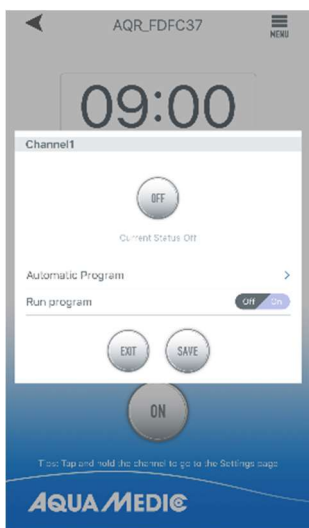 AQR_FDFC37
MENU
09:00
Channel1
OFF
Current Status Off
Automatic Program >
Run program Off On
EXIT SAVE
ON
Tips: Tap and hold the channel to go to the Settings page
AQUA MEDIC